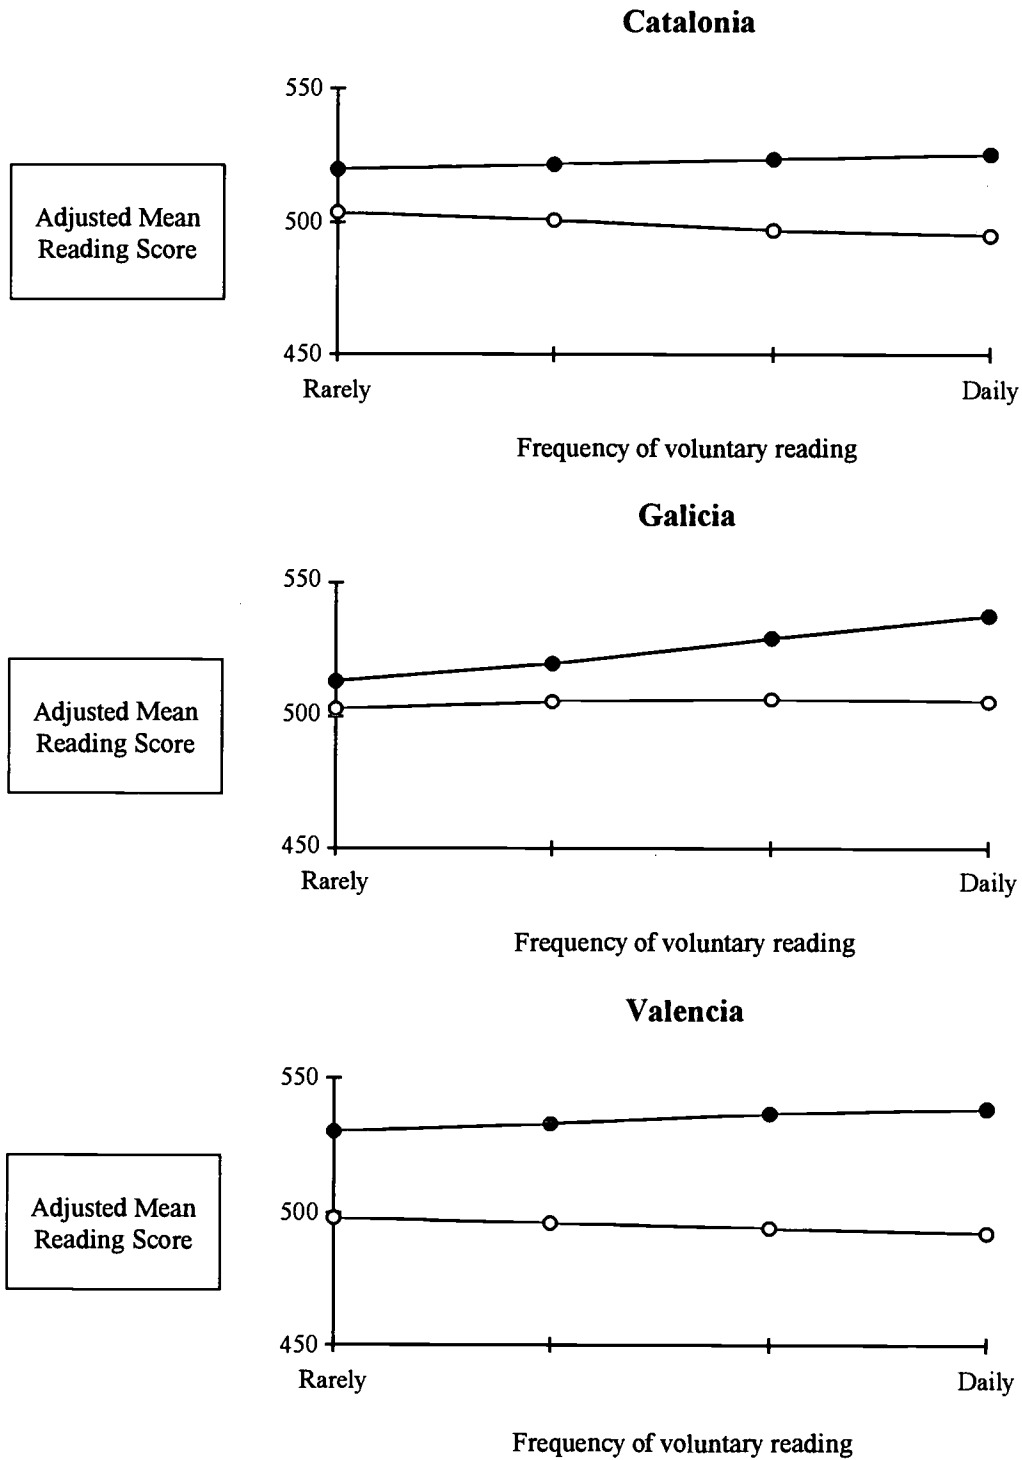 Catalonia
550
Adjusted Mean
Reading Score
500
450
Rarely
Daily
Frequency of voluntary reading
Galicia
550
Adjusted Mean
Reading Score
500
450
Rarely
Daily
Frequency of voluntary reading
Valencia
550
Adjusted Mean
Reading Score
500
450
Rarely
Daily
Frequency of voluntary reading